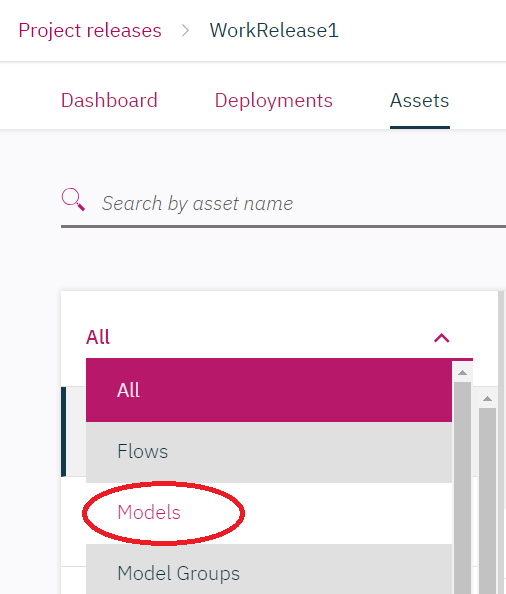 Project releases > WorkRelease1
Dashboard Deployments Assets
Search by asset name
All
All
Flows
Models
Model Groups